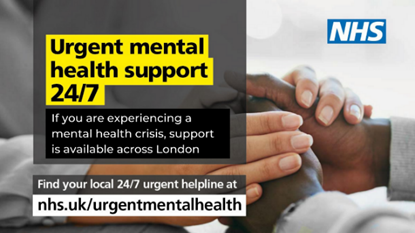 NHS
Urgent mental
health support
24/7
If you are experiencing a
mental health crisis, support
is available across London
Find your local 24/7 urgent helpline at
nhs.uk/urgentmentalhealth